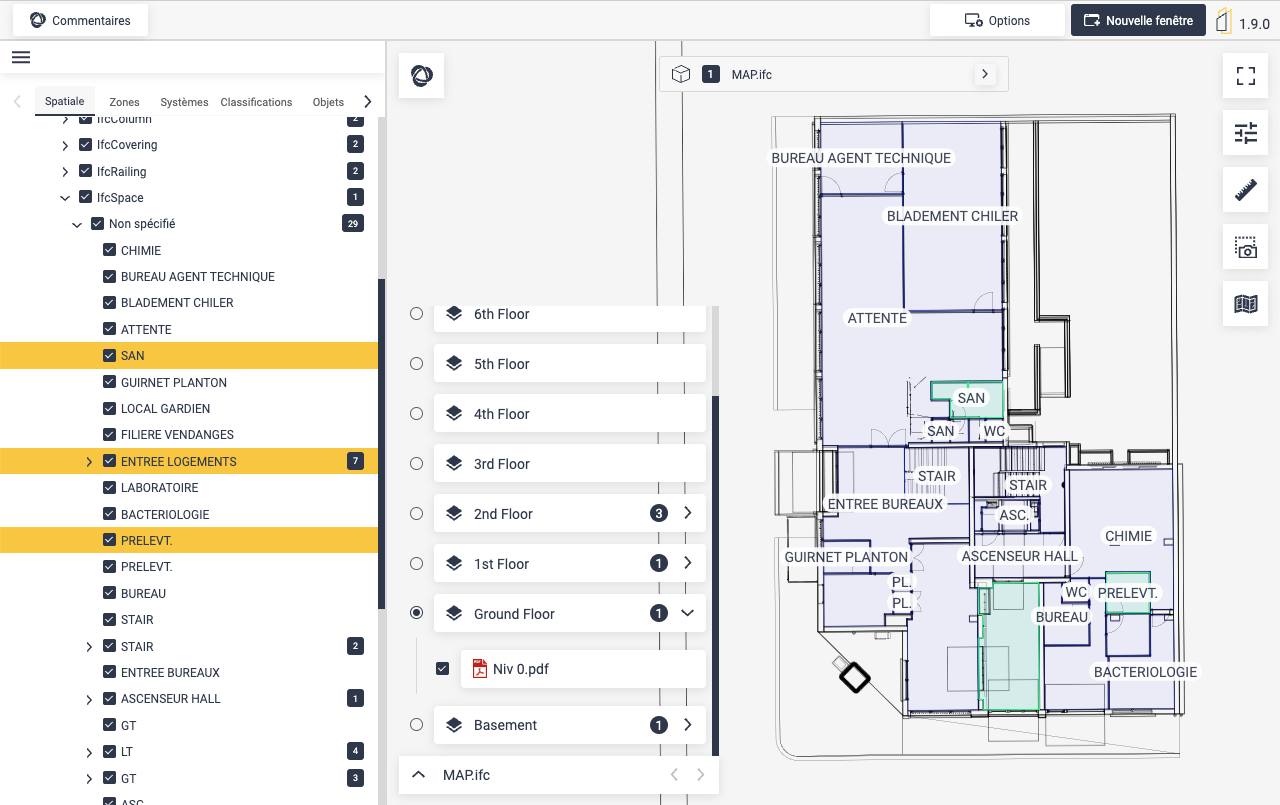 Commentaires
Options
Nouvelle fenêtre
1.9.0
1
MAP.ifc
Spatiale
Zones
Systèmes
Classifications
Objets
IfcColumn
2
IfcCovering
2
IfcRailing
2
IfcSpace
1
Non spécifié
29
CHIMIE
BUREAU AGENT TECHNIQUE
BLADEMENT CHILER
ATTENTE
SAN
GUIRNET PLANTON
LOCAL GARDIEN
FILIERE VENDANGES
ENTREE LOGEMENTS
7
LABORATOIRE
BACTERIOLOGIE
PRELEVT.
PRELEVT.
BUREAU
STAIR
STAIR
2
ENTREE BUREAUX
ASCENSEUR HALL
1
GT
LT
4
GT
3
ASC.
6th Floor
5th Floor
4th Floor
3rd Floor
2nd Floor
3
1st Floor
1
Ground Floor
1
Niv 0.pdf
Basement
1
MAP.ifc
BUREAU AGENT TECHNIQUE
BLADEMENT CHILER
ATTENTE
SAN
SAN
WC
STAIR
STAIR
ENTREE BUREAUX
ASC.
CHIMIE
GUIRNET PLANTON
ASCENSEUR HALL
PL.
WC
PRELEVT.
PL.
BUREAU
BACTERIOLOGIE